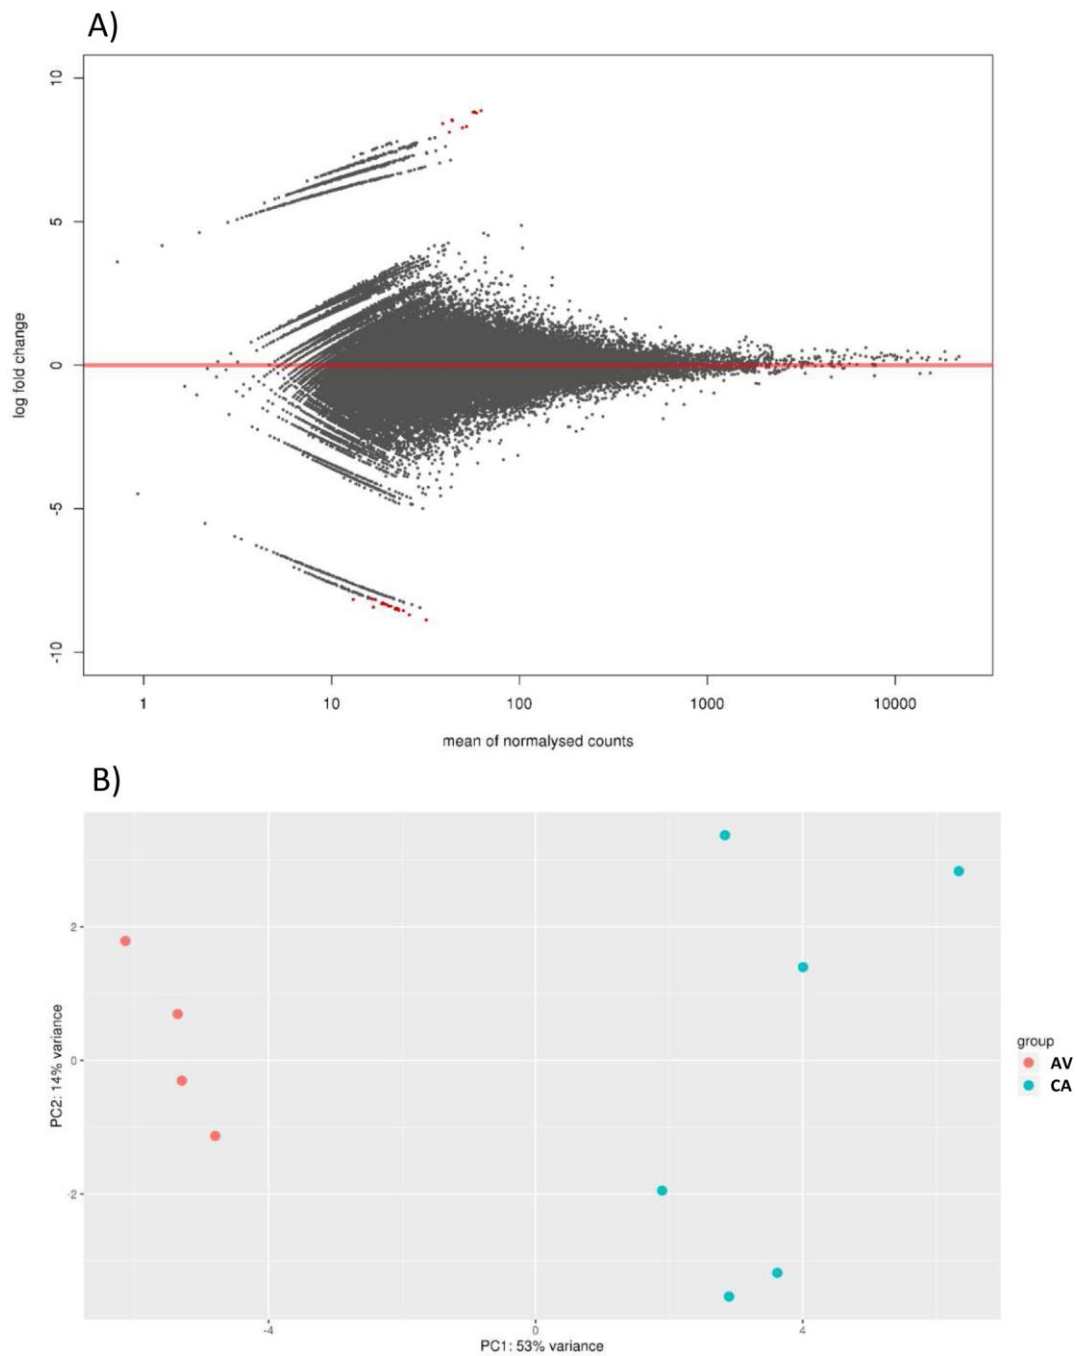 A)
10
5
0
-5
-10
log fold change
1 10 100 1000 10000
mean of normalysed counts
B)
2
0
-2
PC2: 14% variance
-4 0 4
PC1: 53% variance
group
AV
CA